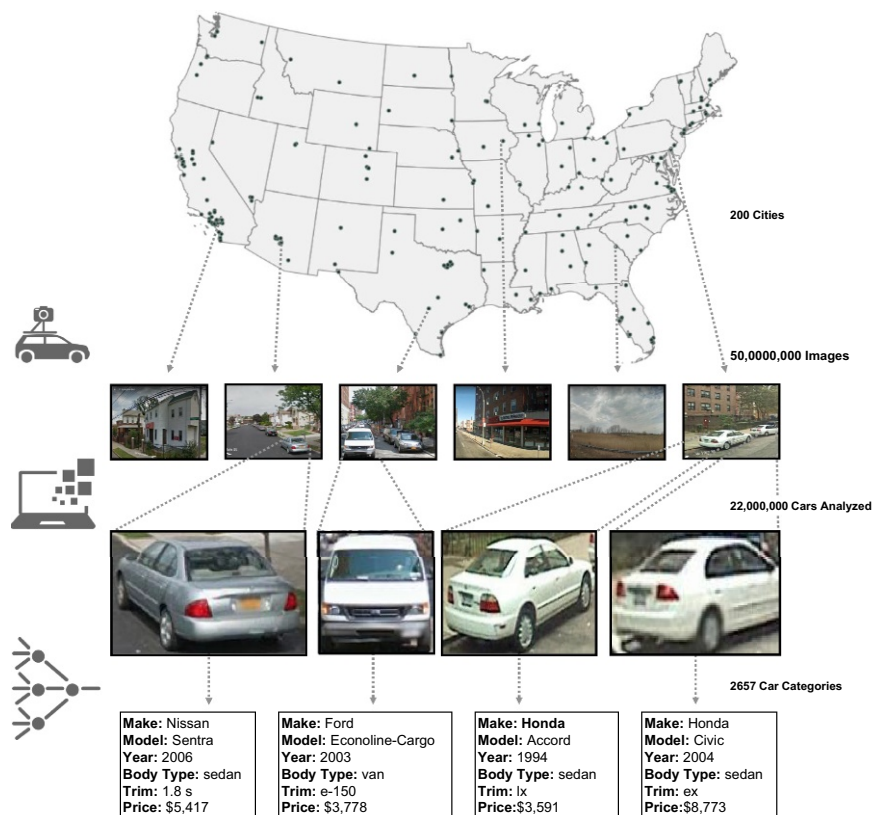 200 Cities
50,0000,000 Images
22,000,000 Cars Analyzed
2657 Car Categories
Make: Nissan
Model: Sentra
Year: 2006
Body Type: sedan
Trim: 1.8 s
Price: $5,417
Make: Ford
Model: Econoline-Cargo
Year: 2003
Body Type: van
Trim: e-150
Price: $3,778
Make: Honda
Model: Accord
Year: 1994
Body Type: sedan
Trim: lx
Price:$3,591
Make: Honda
Model: Civic
Year: 2004
Body Type: sedan
Trim: ex
Price:$8,773